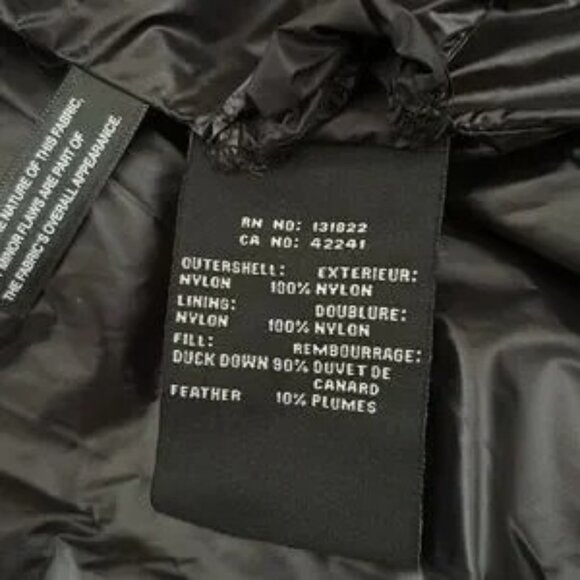 E NATURE OF THIS FABRIC,
MINOR FLAWS ARE PART OF
THE FABRIC'S OVERALL APPEARANCE.
RN NO: 131822
CA NO: 42241
OUTERSHELL: EXTERIEUR:
NYLON 100% NYLON
LINING: DOUBLURE:
NYLON 100% NYLON
FILL: REMBOURRAGE:
DUCK DOWN 90% DUVET DE
CANARD
FEATHER 10% PLUMES